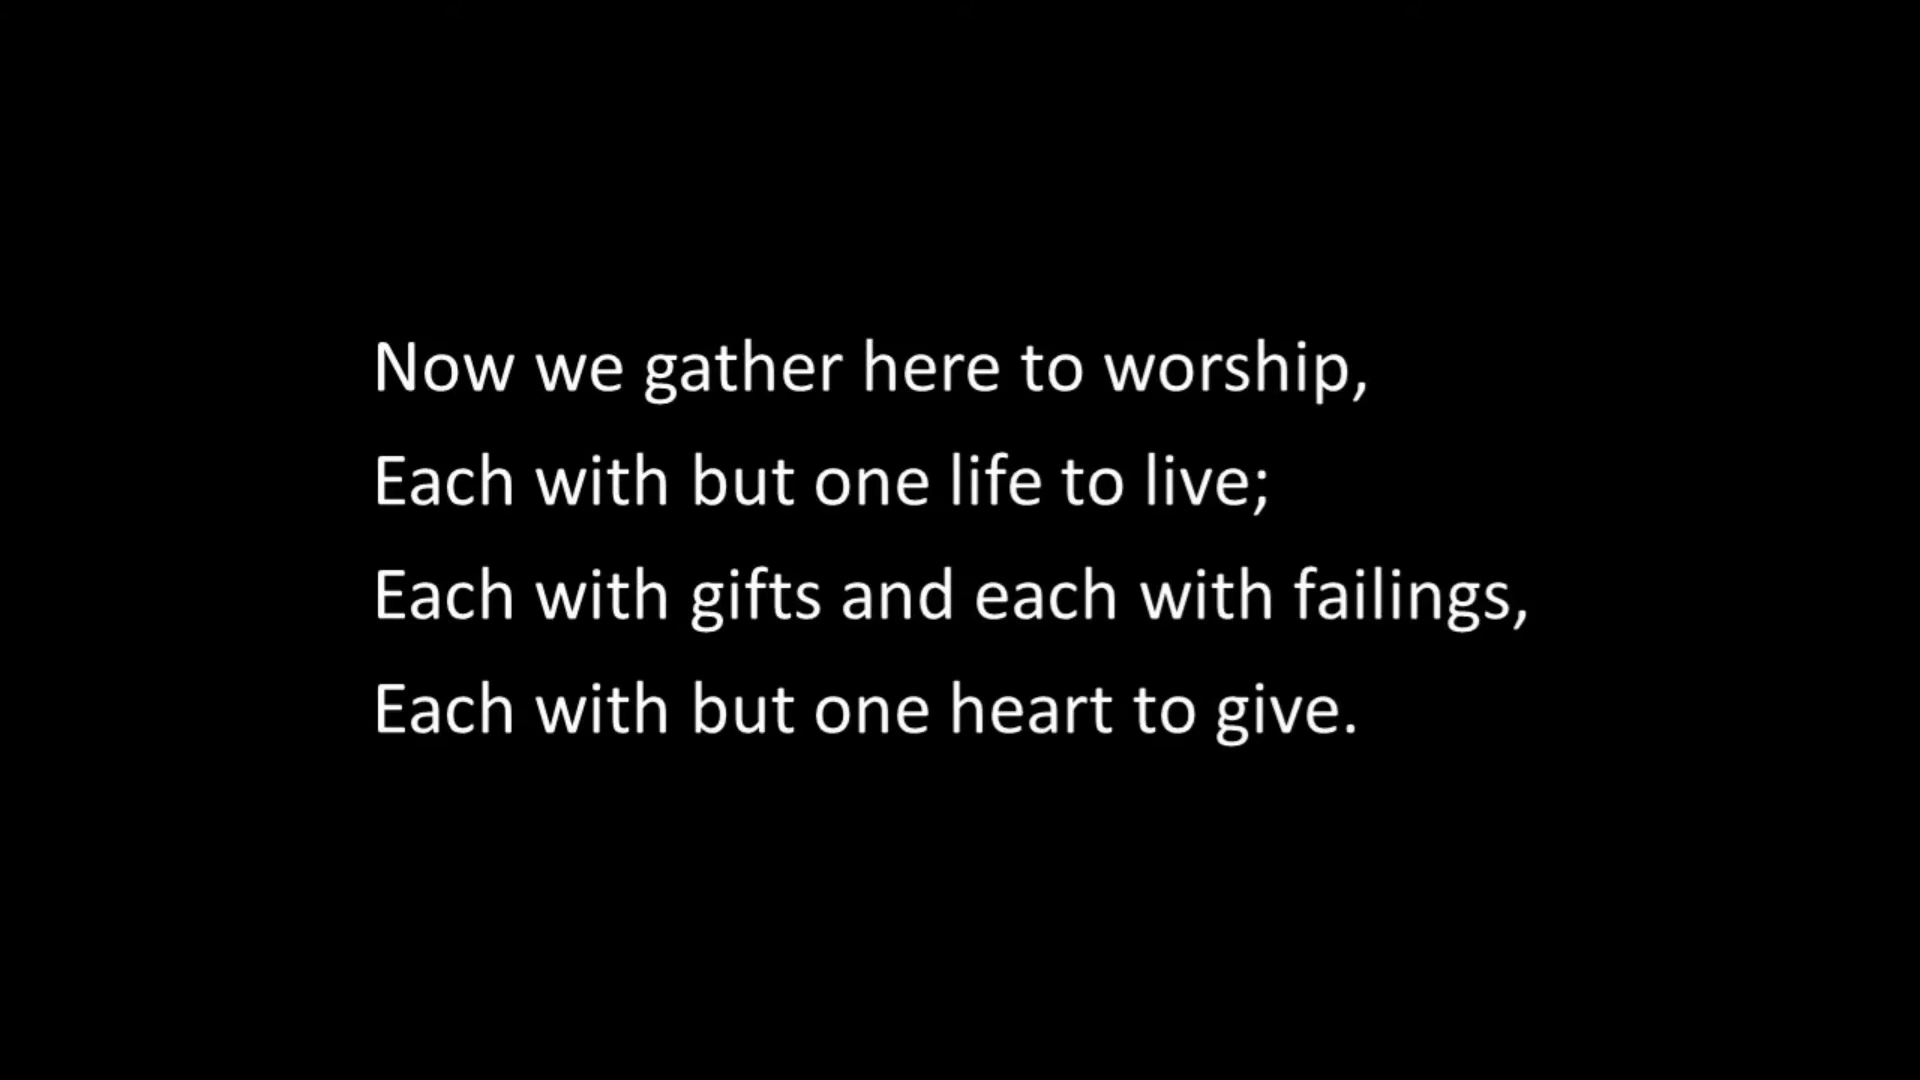 Now we gather here to worship,
Each with but one life to live;
Each with gifts and each with failings,
Each with but one heart to give.